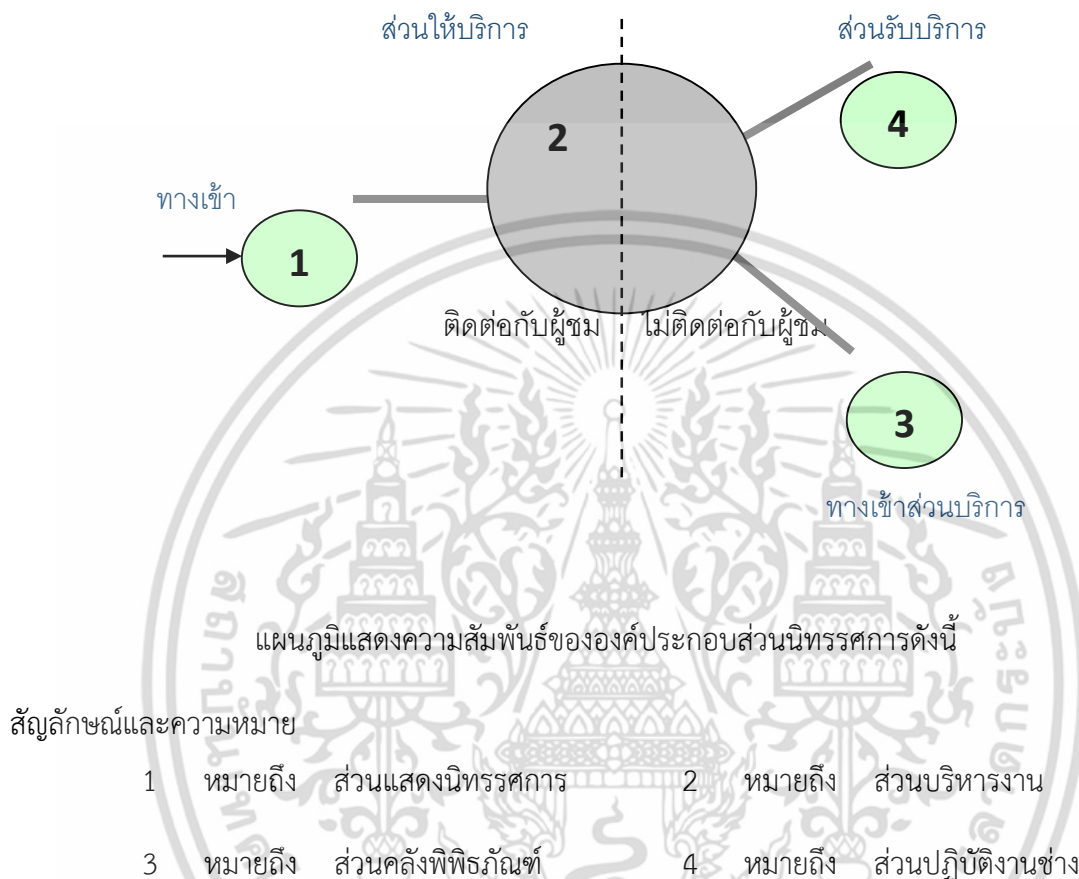 ส่วนให้บริการ ส่วนรับบริการ
2 4
ทางเข้า
1
ติดต่อกับผู้ชม ไม่ติดต่อกับผู้ชม
3
ทางเข้าส่วนบริการ
แผนภูมิแสดงความสัมพันธ์ขององค์ประกอบส่วนนิทรรศการดังนี้
สัญลักษณ์และความหมาย
1 หมายถึง ส่วนแสดงนิทรรศการ 2 หมายถึง ส่วนบริหารงาน
3 หมายถึง ส่วนคลังพิพิธภัณฑ์ 4 หมายถึง ส่วนปฏิบัติงานช่าง